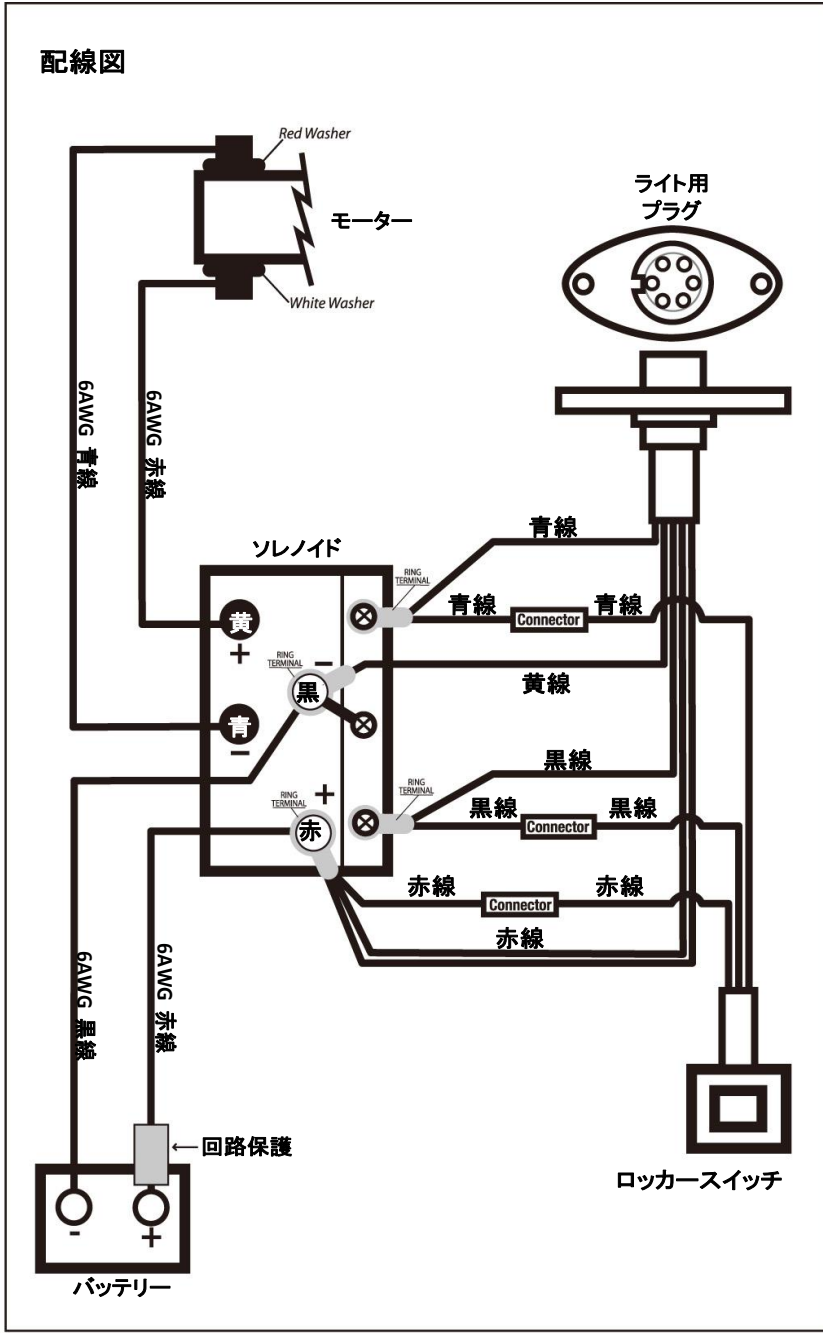 配線図
Red Washer
モーター
White Washer
ライト用
プラグ
6AWG 青線
6AWG 赤線
ソレノイド
青線
RING
TERMINAL
青線
Connector
青線
黄
+
RING
TERMINAL
−
黒
黄線
青
−
黒線
+
RING
TERMINAL
RING
TERMINAL
赤
黒線
Connector
黒線
赤線
Connector
赤線
赤線
6AWG 黒線
6AWG 赤線
←回路保護
ロッカースイッチ
-
+
バッテリー